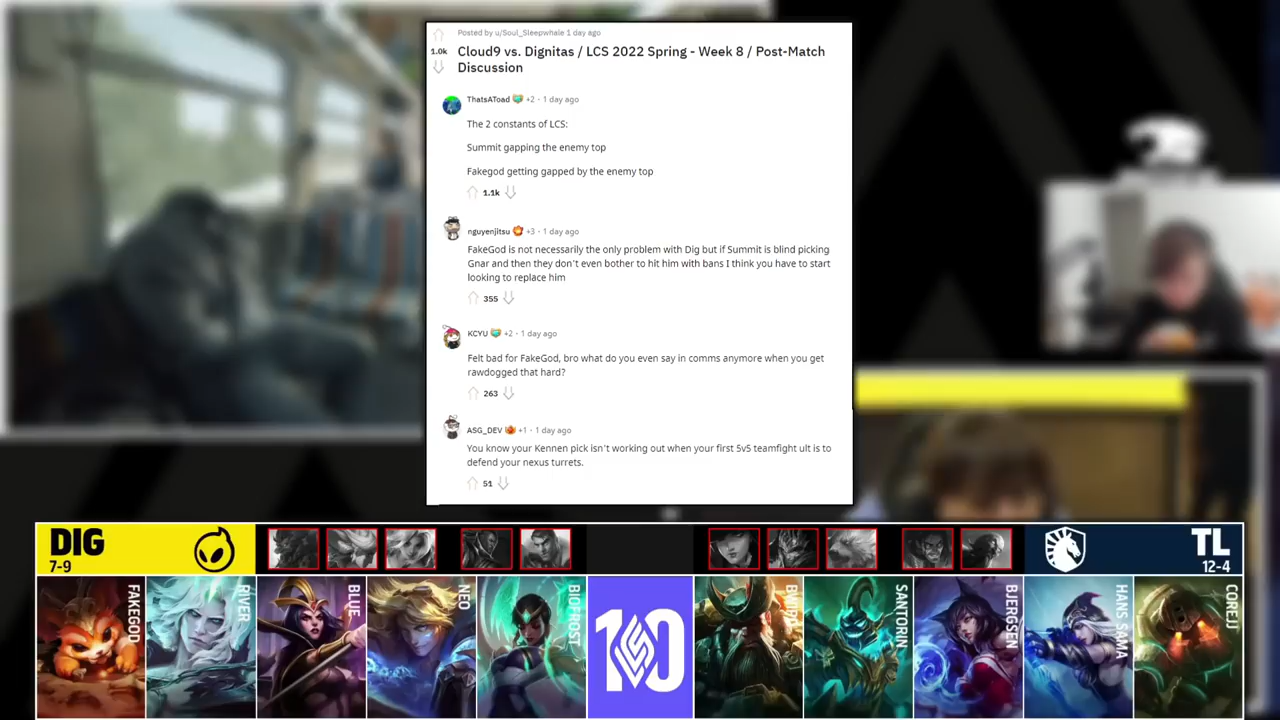 Posted by u/Soul_Sleepwhale 1 day ago
1.0k
Cloud9 vs. Dignitas / LCS 2022 Spring - Week 8 / Post-Match
Discussion
ThatsAToad +2 · 1 day ago
The 2 constants of LCS:
Summit gapping the enemy top
Fakegod getting gapped by the enemy top
1.1k
nguyenjitsu +3 · 1 day ago
FakeGod is not necessarily the only problem with Dig but if Summit is blind picking
Gnar and then they don't even bother to hit him with bans I think you have to start
looking to replace him
355
KCYU +2 · 1 day ago
Felt bad for FakeGod, bro what do you even say in comms anymore when you get
rawdogged that hard?
263
ASG_DEV +1 · 1 day ago
You know your Kennen pick isn't working out when your first 5v5 teamfight ult is to
defend your nexus turrets.
51
DIG
7-9
TL
12-4
FAKEGOD
RIVER
BLUE
NEO
BIOFROST
10
SANTORIN
BJERGSEN
HANS SAMA
COREJJ